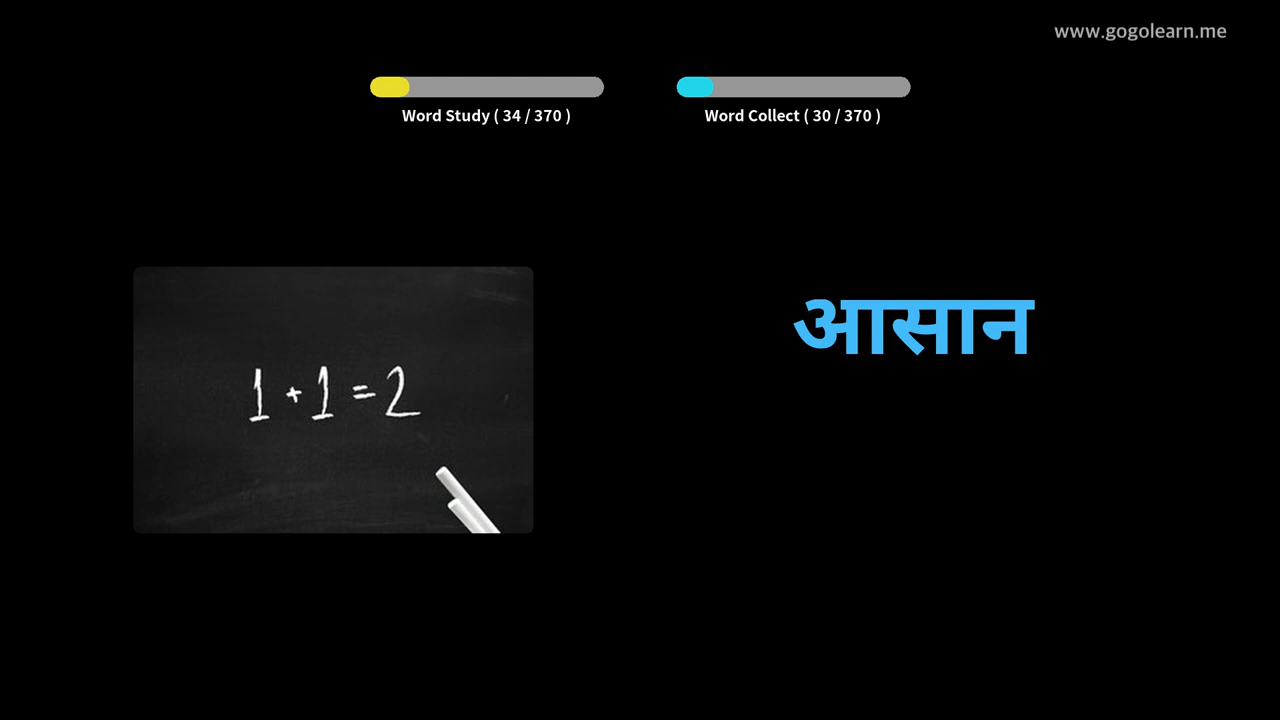 www.gogolearn.me
Word Study ( 34 / 370 )
Word Collect ( 30 / 370 )
1 + 1 = 2
आसान